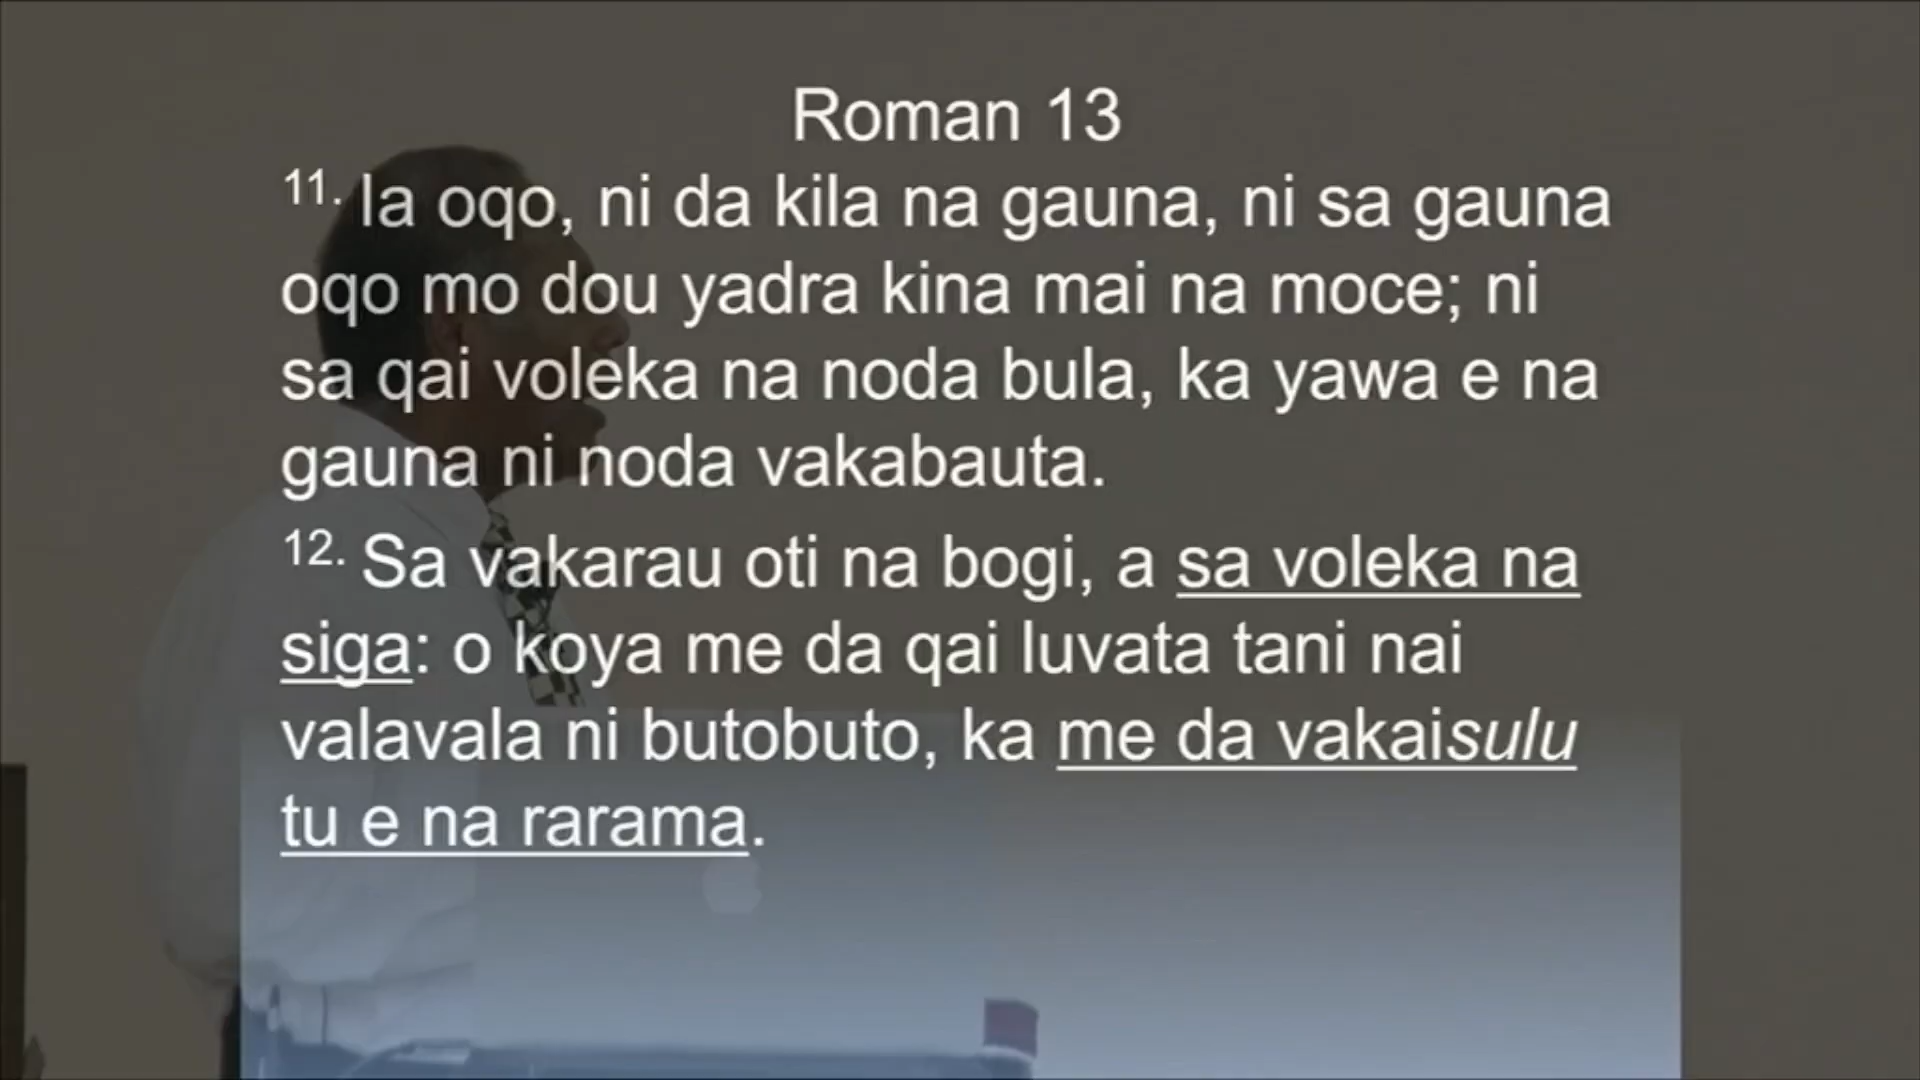 Roman 13
11. Ia oqo, ni da kila na gauna, ni sa gauna
oqo mo dou yadra kina mai na moce; ni
sa qai voleka na noda bula, ka yawa e na
gauna ni noda vakabauta.
12. Sa vakarau oti na bogi, a sa voleka na
siga: o koya me da qai luvata tani nai
valavala ni butobuto, ka me da vakaisulu
tu e na rarama.